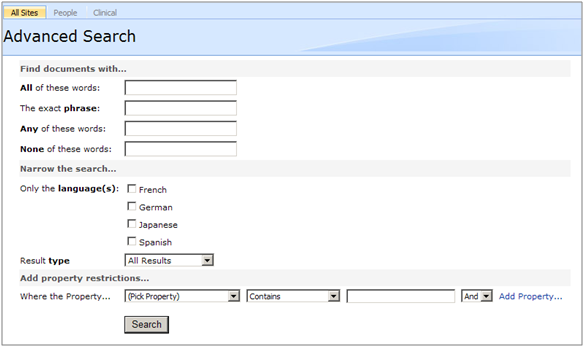 All Sites People Clinical
Advanced Search
Find documents with...
All of these words:
The exact phrase:
Any of these words:
None of these words:
Narrow the search...
Only the language(s): French
German
Japanese
Spanish
Result type All Results
Add property restrictions...
Where the Property... (Pick Property) Contains And Add Property...
Search